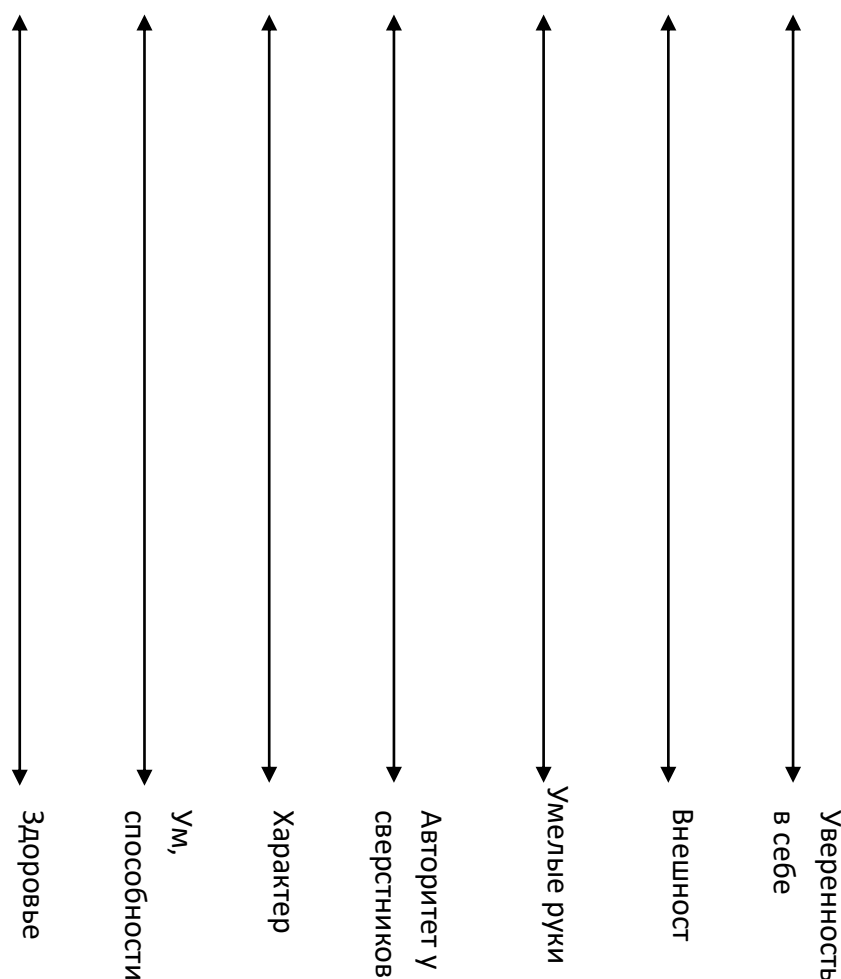 Здоровье
Ум,
способности
Характер
Авторитет у
сверстников
Умелые руки
Внешност
Уверенность
в себе